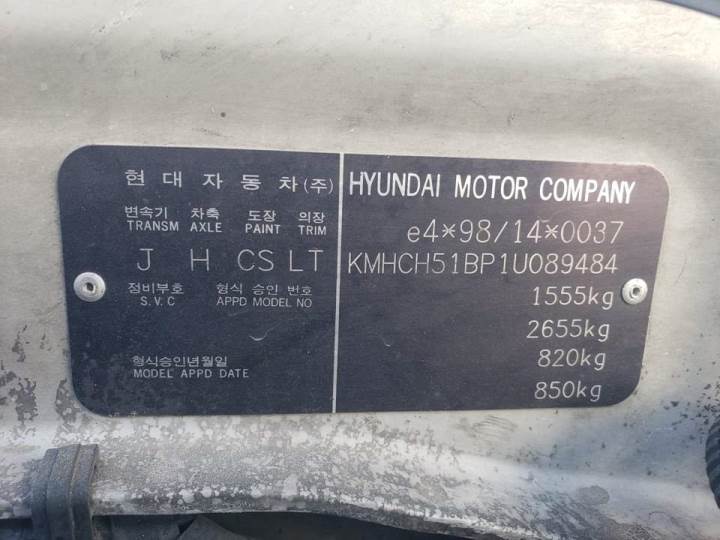 현대자동차(주)
변속기 차축 도장 의장
TRANSM AXLE PAINT TRIM
J H CS LT
정비부호 형식 승인 번호
S.V.C APPD MODEL NO
형식승인년월일
MODEL APPD DATE
HYUNDAI MOTOR COMPANY
e4*98/14*0037
KMHCH51BP1U089484
1555kg
2655kg
820kg
850kg